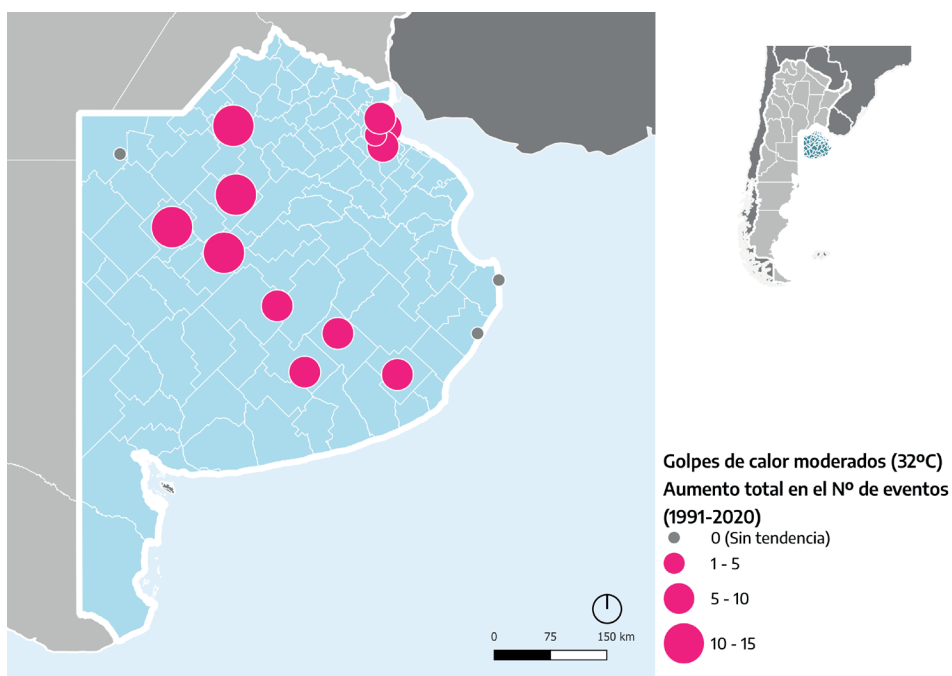 Golpes de calor moderados (32ºC)
Aumento total en el Nº de eventos
(1991-2020)
0 (Sin tendencia)
1 - 5
5 - 10
10 - 15
0 75 150 km